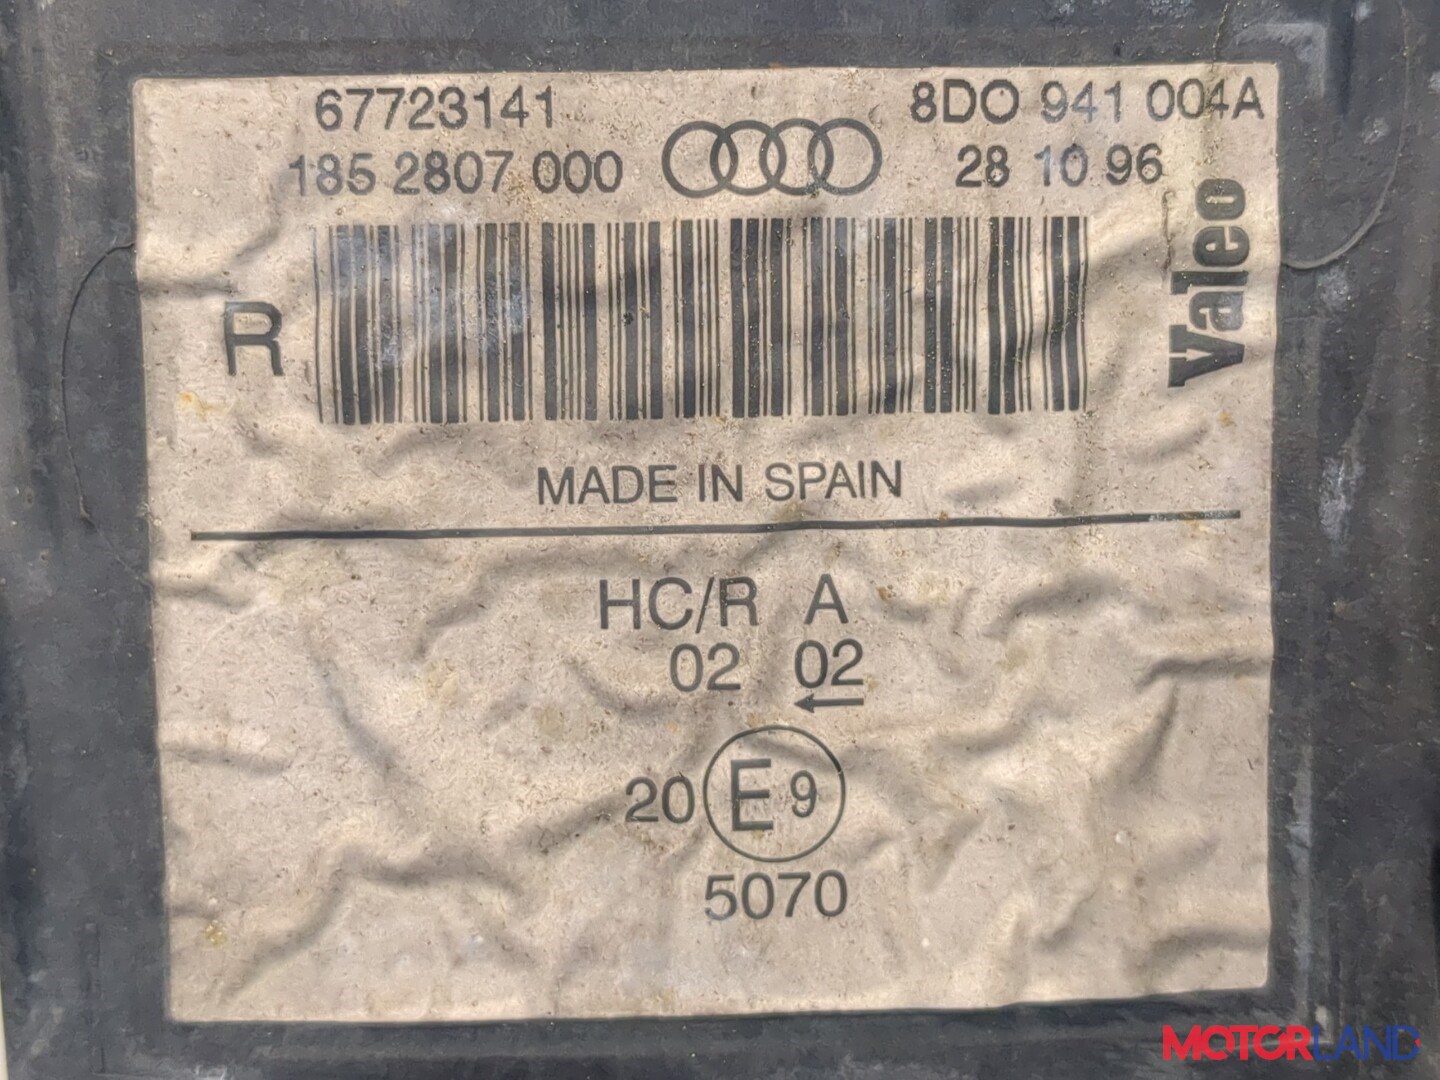 67723141
8DO 941 004A
185 2807 000
28 10 96
Valeo
R
MADE IN SPAIN
HC/R A
02 02
20 E 9
5070
MOTORLAND